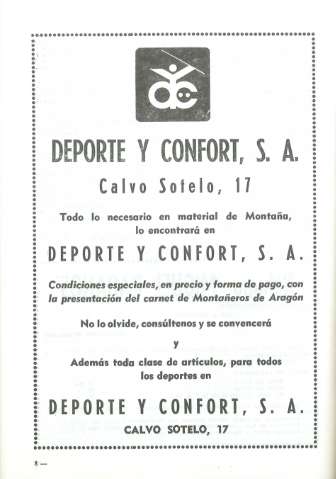 DEPORTE Y CONFORT, S. A.
Calvo Sotelo, 17
Todo lo necesario en material de Montaña,
lo encontrará en
DEPORTE Y CONFORT, S. A.
Condiciones especiales, en precio y forma de pago, con
la presentación del carnet de Montañeros de Aragón
No lo olvide, consúltenos y se convencerá
y
Además toda clase de artículos, para todos
los deportes en
DEPORTE Y CONFORT, S. A.
CALVO SOTELO, 17
8 —